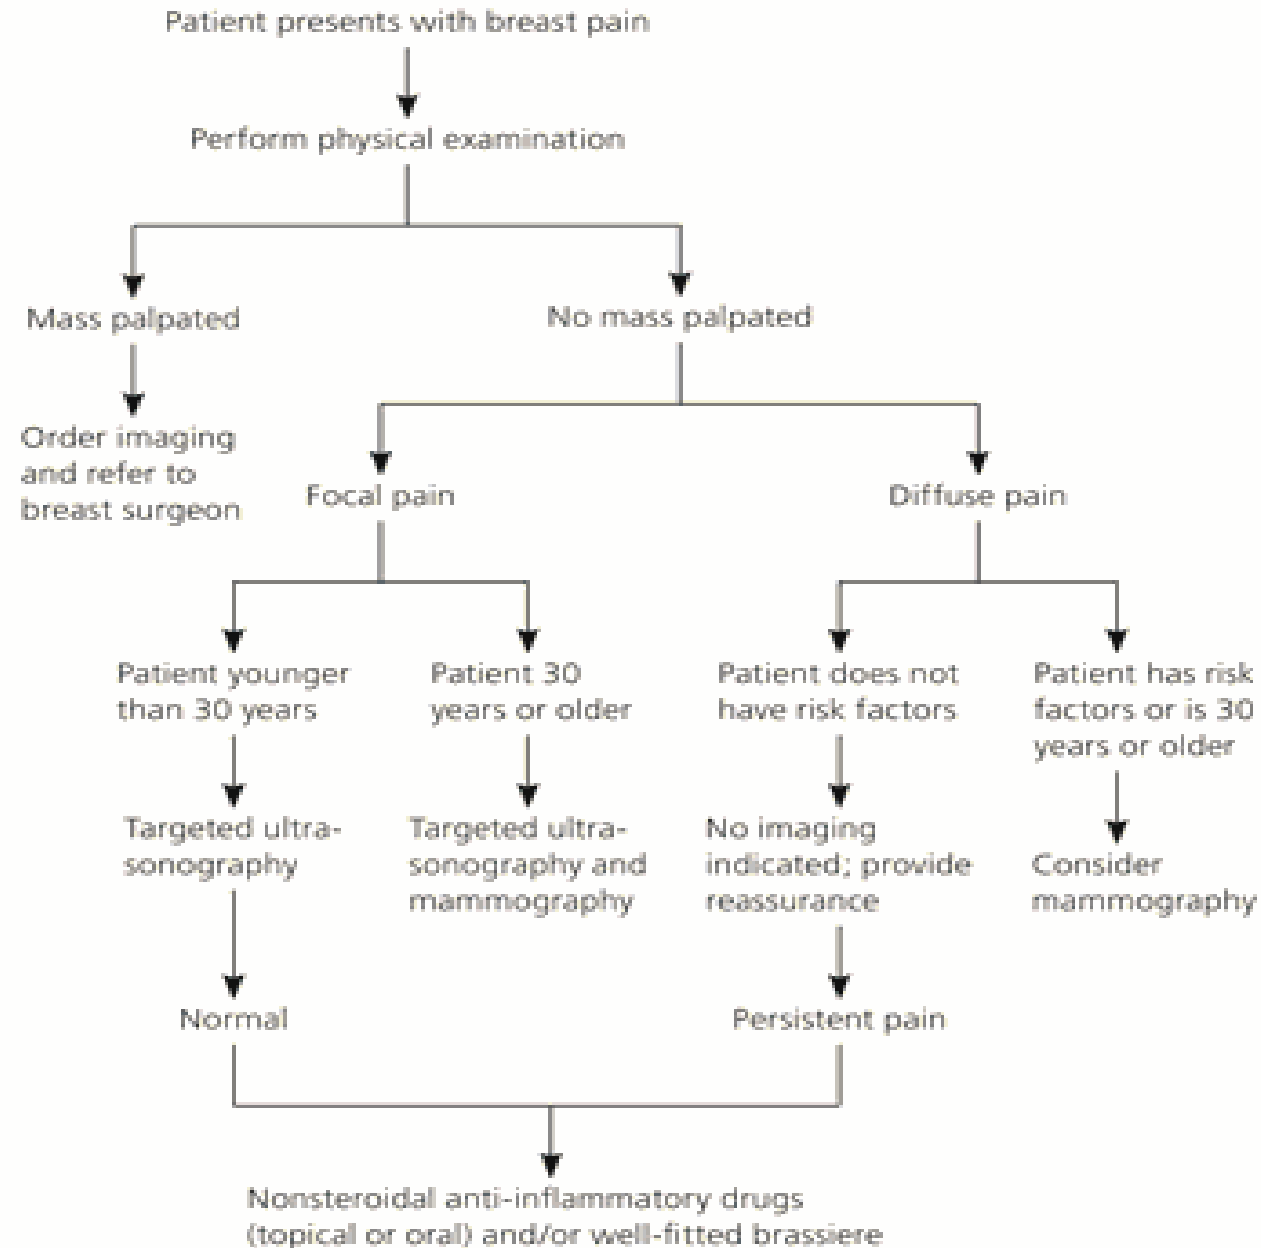 Patient presents with breast pain
Perform physical examination
Mass palpated
No mass palpated
Order imaging
and refer to
breast surgeon
Focal pain
Diffuse pain
Patient younger
than 30 years
Patient 30
years or older
Patient does not
have risk factors
Patient has risk
factors or is 30
years or older
Targeted ultra-
sonography
Targeted ultra-
sonography and
mammography
No imaging
indicated; provide
reassurance
Consider
mammography
Normal
Persistent pain
Nonsteroidal anti-inflammatory drugs
(topical or oral) and/or well-fitted brassiere